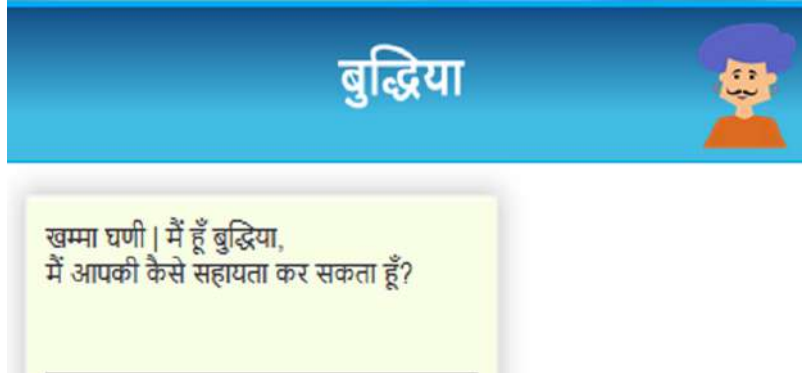 बुद्धिया
खम्मा घणी | मैं हूँ बुद्धिया,
मैं आपकी कैसे सहायता कर सकता हूँ?